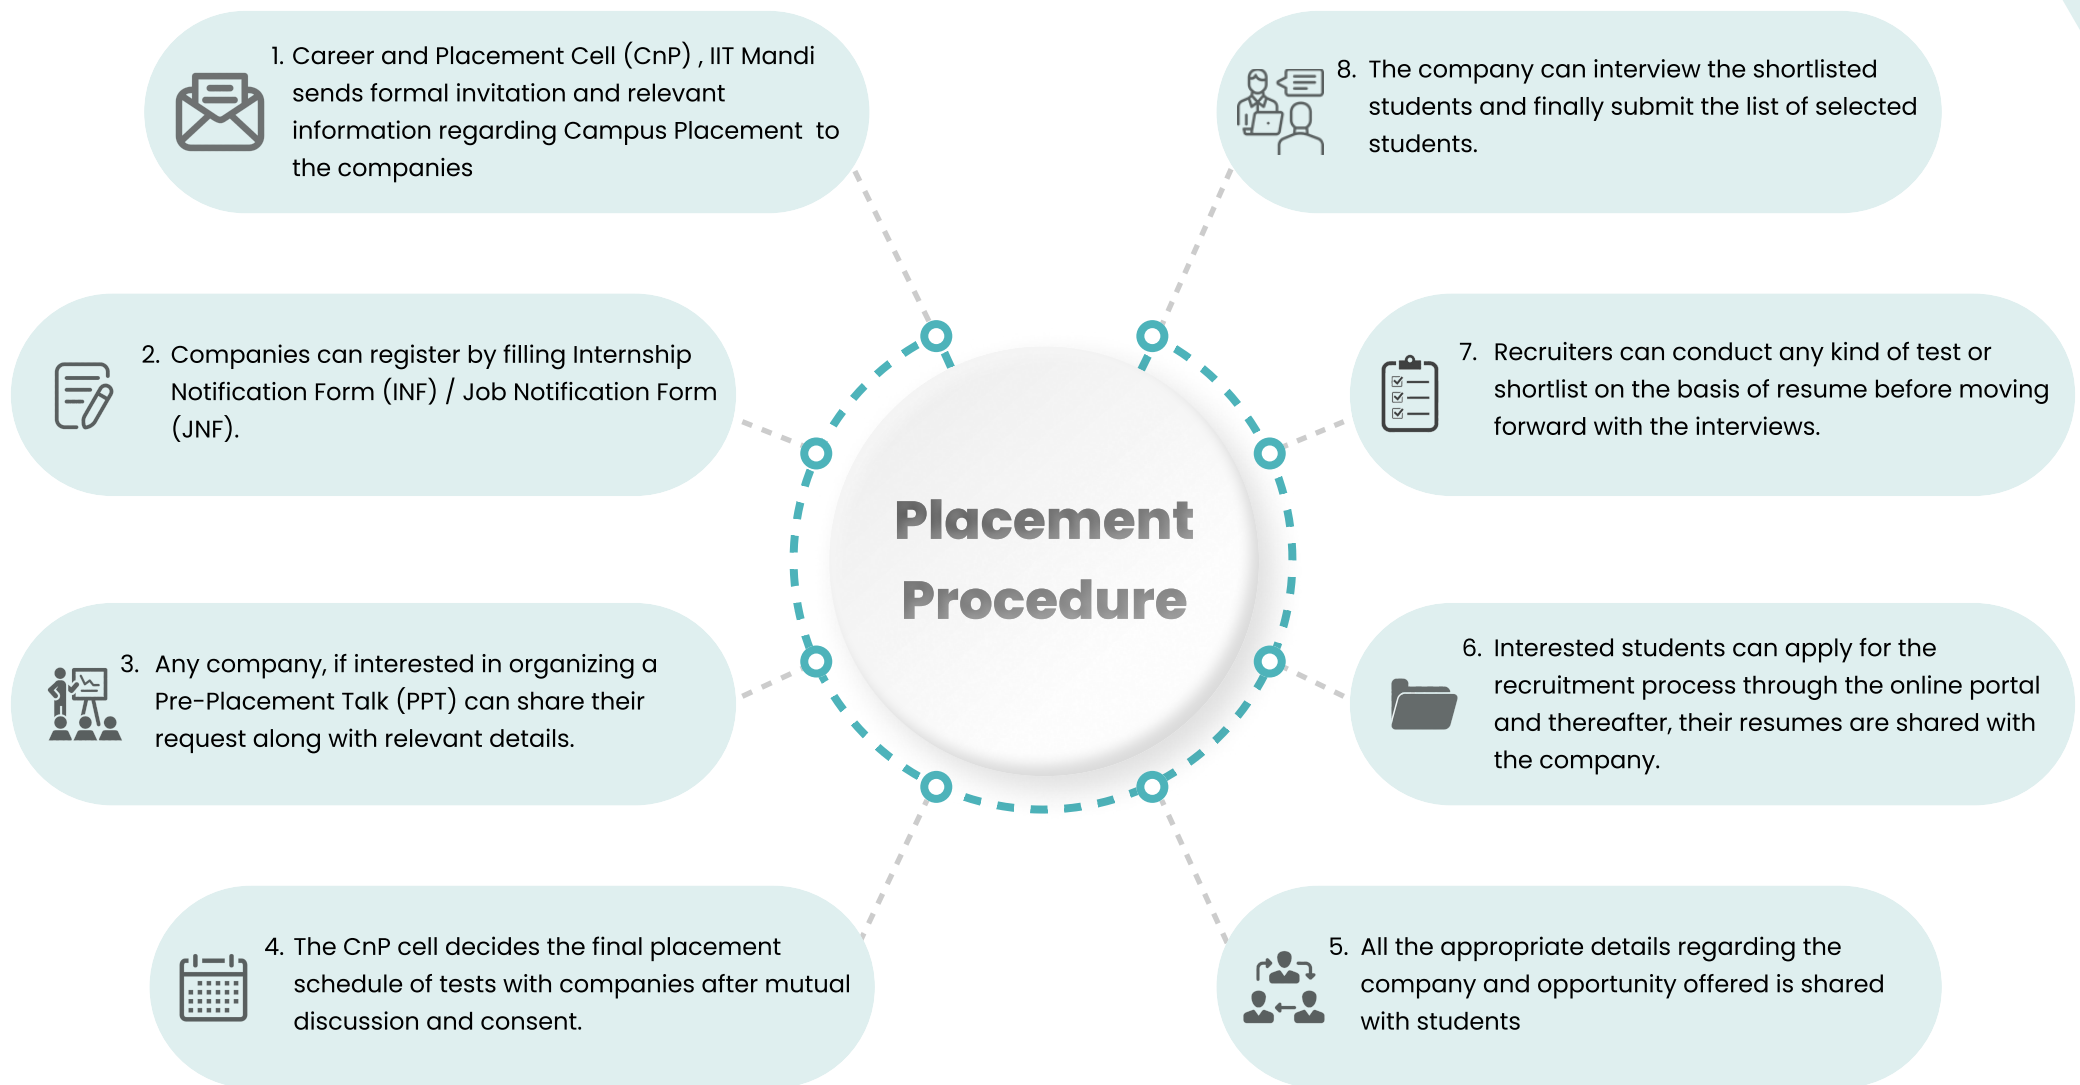 1. Career and Placement Cell (CnP) , IIT Mandi
sends formal invitation and relevant
information regarding Campus Placement  to
the companies
2. Companies can register by filling Internship
Notification Form (INF) / Job Notification Form
(JNF).
3. Any company, if interested in organizing a
Pre-Placement Talk (PPT) can share their
request along with relevant details.
4. The CnP cell decides the final placement
schedule of tests with companies after mutual
discussion and consent.
Placement
Procedure
5. All the appropriate details regarding the
company and opportunity offered is shared
with students
6. Interested students can apply for the
recruitment process through the online portal
and thereafter, their resumes are shared with
the company.
7. Recruiters can conduct any kind of test or
shortlist on the basis of resume before moving
forward with the interviews.
8. The company can interview the shortlisted
students and finally submit the list of selected
students.